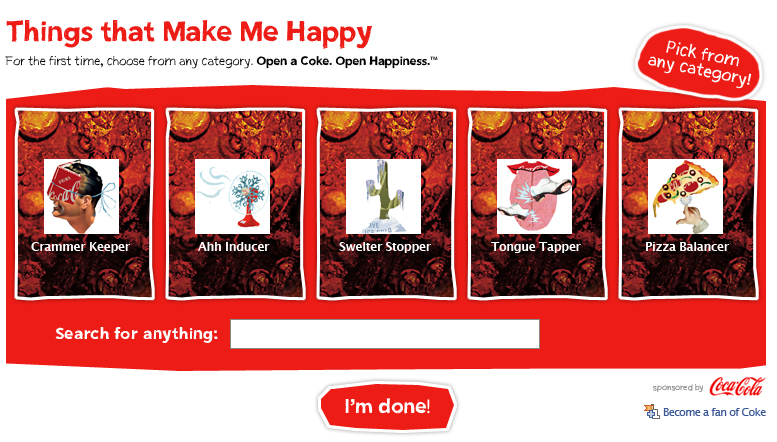 Things that Make Me Happy
For the first time, choose from any category. Open a Coke. Open Happiness.™
Pick from
any category!
Crammer Keeper
Ahh Inducer
Swelter Stopper
Tongue Tapper
Pizza Balancer
Search for anything:
I'm done!
sponsored by Coca-Cola
Become a fan of Coke